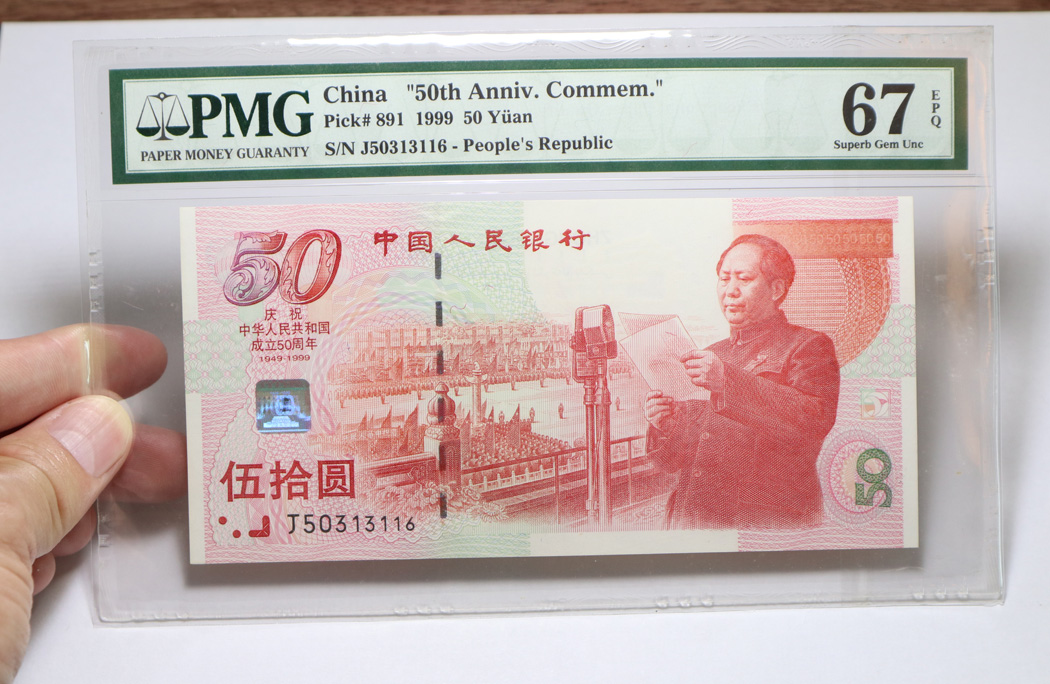 PMG
PAPER MONEY GUARANTY
China "50th Anniv. Commem."
Pick# 891 1999 50 Yüan
S/N J50313116 - People's Republic
67
EPQ
Superb Gem Unc
50
中国人民银行
庆祝
中华人民共和国
成立50周年
1949-1999
伍拾圆
J50313116
50